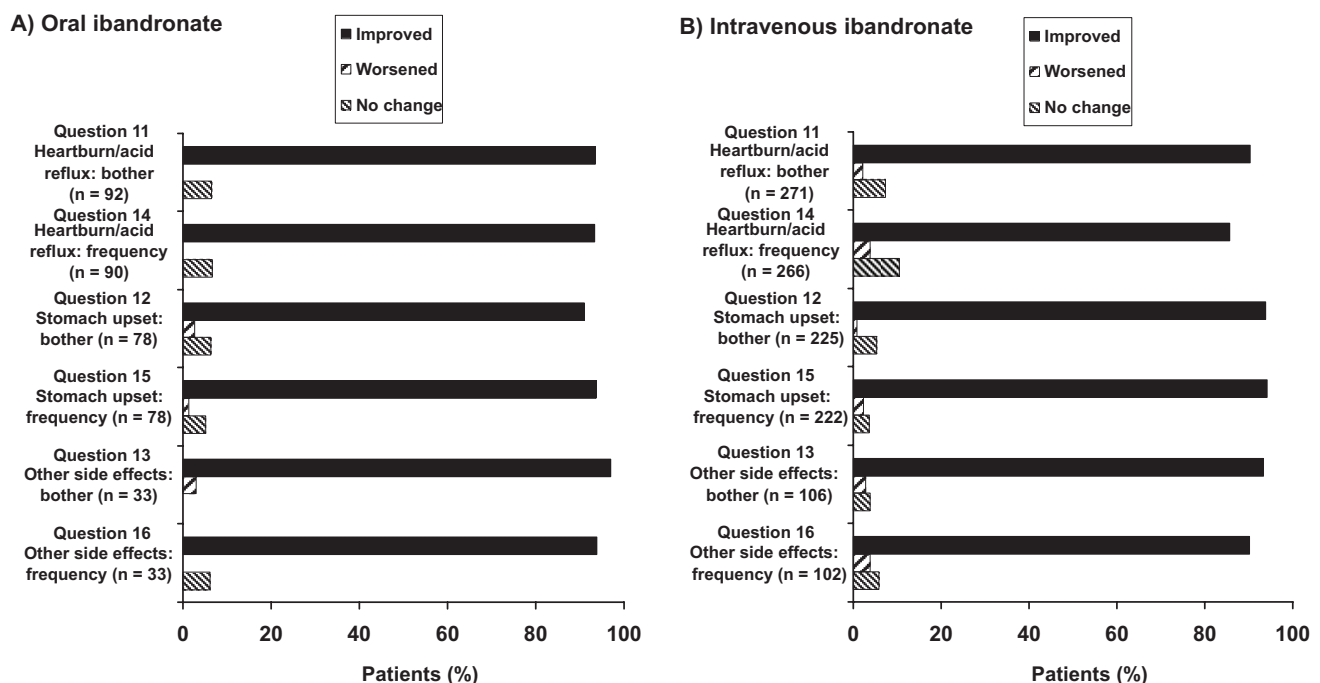 A) Oral ibandronate
Improved
Worsened
No change
Question 11
Heartburn/acid
reflux: bother
(n = 92)
Question 14
Heartburn/acid
reflux: frequency
(n = 90)
Question 12
Stomach upset:
bother (n = 78)
Question 15
Stomach upset:
frequency (n = 78)
Question 13
Other side effects:
bother (n = 33)
Question 16
Other side effects:
frequency (n = 33)
0 20 40 60 80 100
Patients (%)
B) Intravenous ibandronate
Improved
Worsened
No change
Question 11
Heartburn/acid
reflux: bother
(n = 271)
Question 14
Heartburn/acid
reflux: frequency
(n = 266)
Question 12
Stomach upset:
bother (n = 225)
Question 15
Stomach upset:
frequency (n = 222)
Question 13
Other side effects:
bother (n = 106)
Question 16
Other side effects:
frequency (n = 102)
0 20 40 60 80 100
Patients (%)